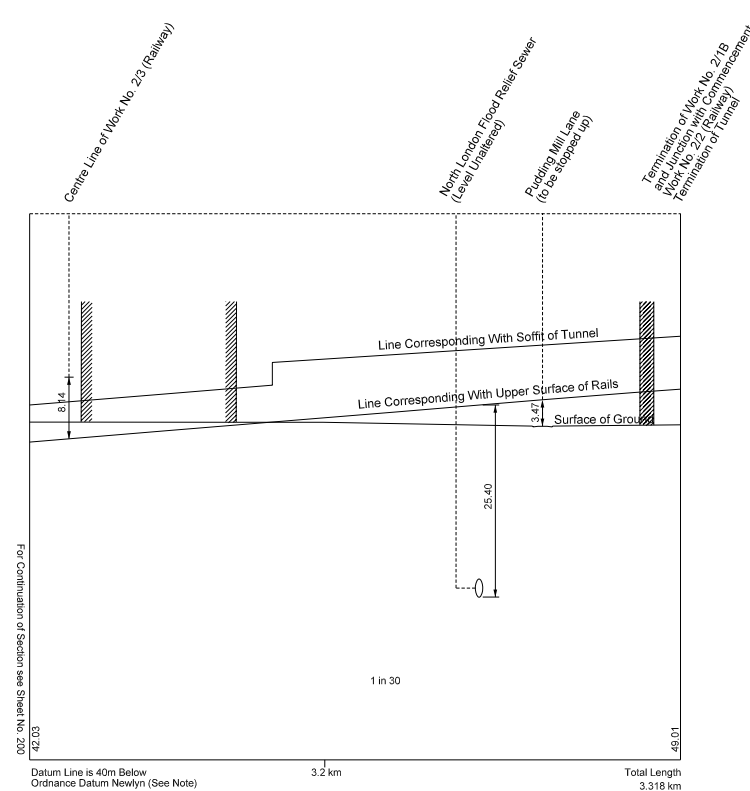 Centre Line of Work No. 2/3 (Railway)
North London Flood Relief Sewer
(Level Unaltered)
Pudding Mill Lane
(to be stopped up)
Termination of Work No. 2/1B
and Junction with Commencement
Work No. 2/2 (Railway)
Termination of Tunnel
Line Corresponding With Soffit of Tunnel
Line Corresponding With Upper Surface of Rails
8.14
3.47
Surface of Ground
25.40
For Continuation of Section see Sheet No. 200
1 in 30
42.03
49.01
Datum Line is 40m Below
Ordnance Datum Newlyn (See Note)
3.2 km
Total Length
3.318 km